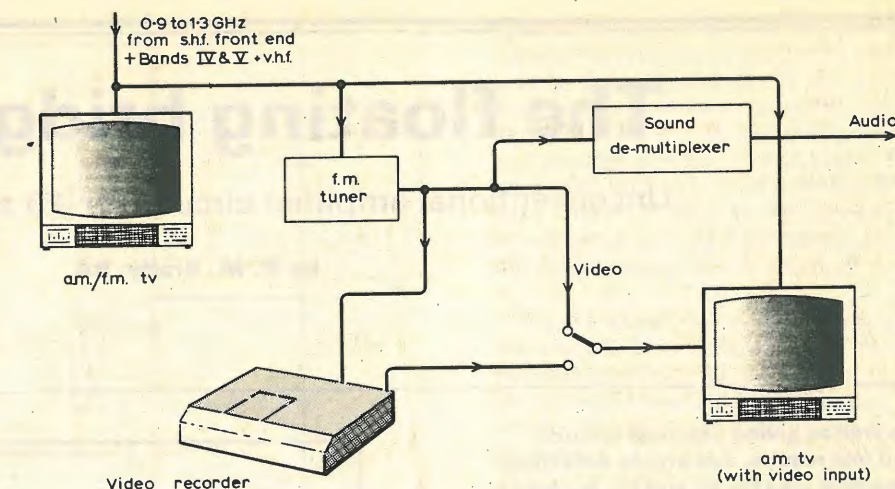 0·9 to 1·3 GHz
from s.h.f. front end
+ Bands IV & V + v.h.f.
a.m./f.m. tv
f.m.
tuner
Sound
de-multiplexer
Audio
Video
Video recorder
a.m. tv
(with video input)